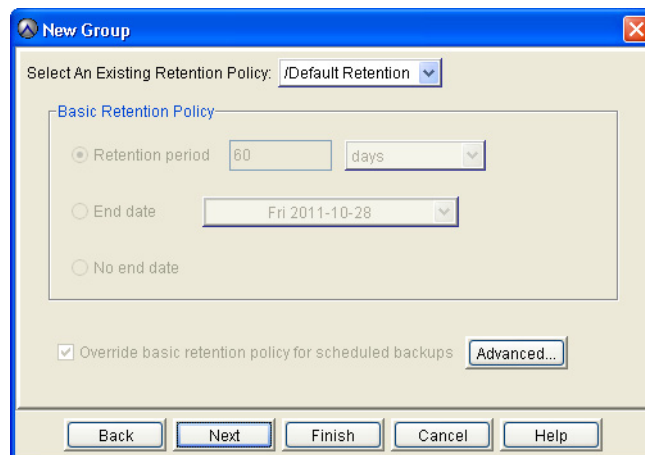 New Group
Select An Existing Retention Policy: /Default Retention
Basic Retention Policy
Retention period 60 days
End date Fri 2011-10-28
No end date
Override basic retention policy for scheduled backups Advanced...
Back Next Finish Cancel Help